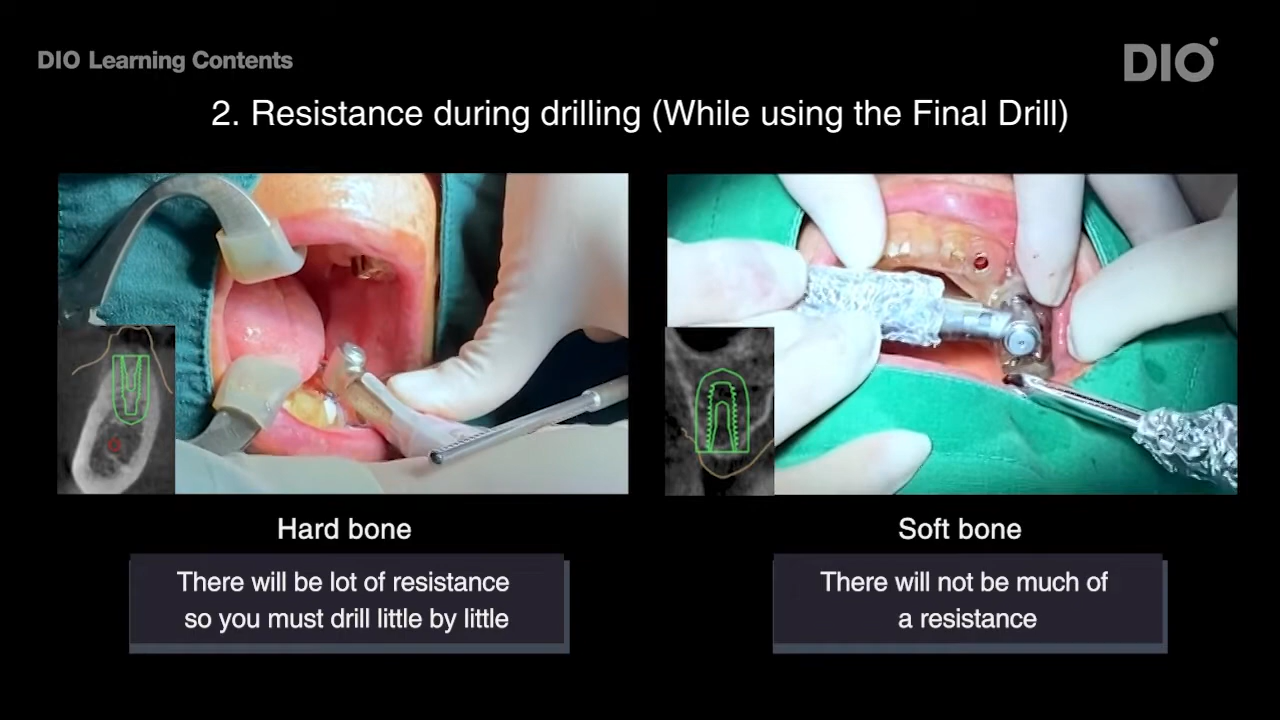 DIO Learning Contents
DIO
2. Resistance during drilling (While using the Final Drill)
Hard bone
Soft bone
There will be lot of resistance
so you must drill little by little
There will not be much of
a resistance